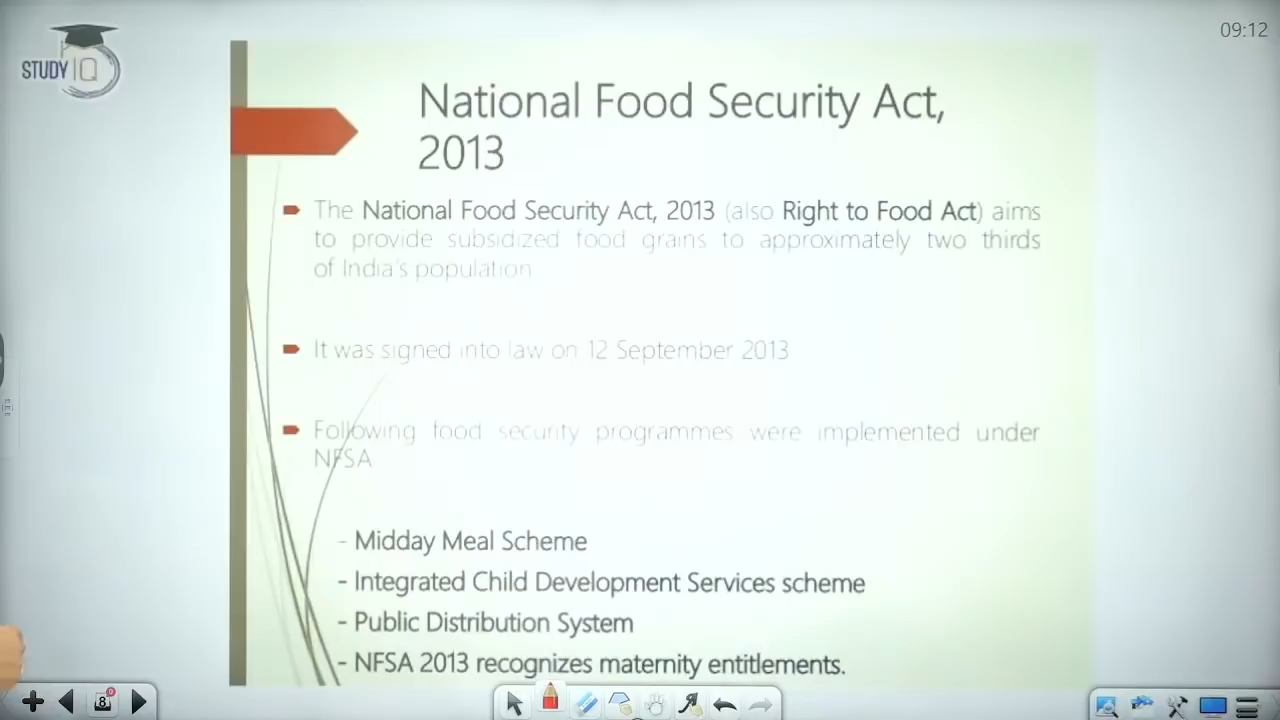 STUDY IQ
09:12
National Food Security Act,
2013
The National Food Security Act, 2013 (also Right to Food Act) aims
to provide subsidized food grains to approximately two thirds
of India's population
It was signed into law on 12 September 2013
Following food security programmes were implemented under
NFSA
- Midday Meal Scheme
- Integrated Child Development Services scheme
- Public Distribution System
- NFSA 2013 recognizes maternity entitlements.
8